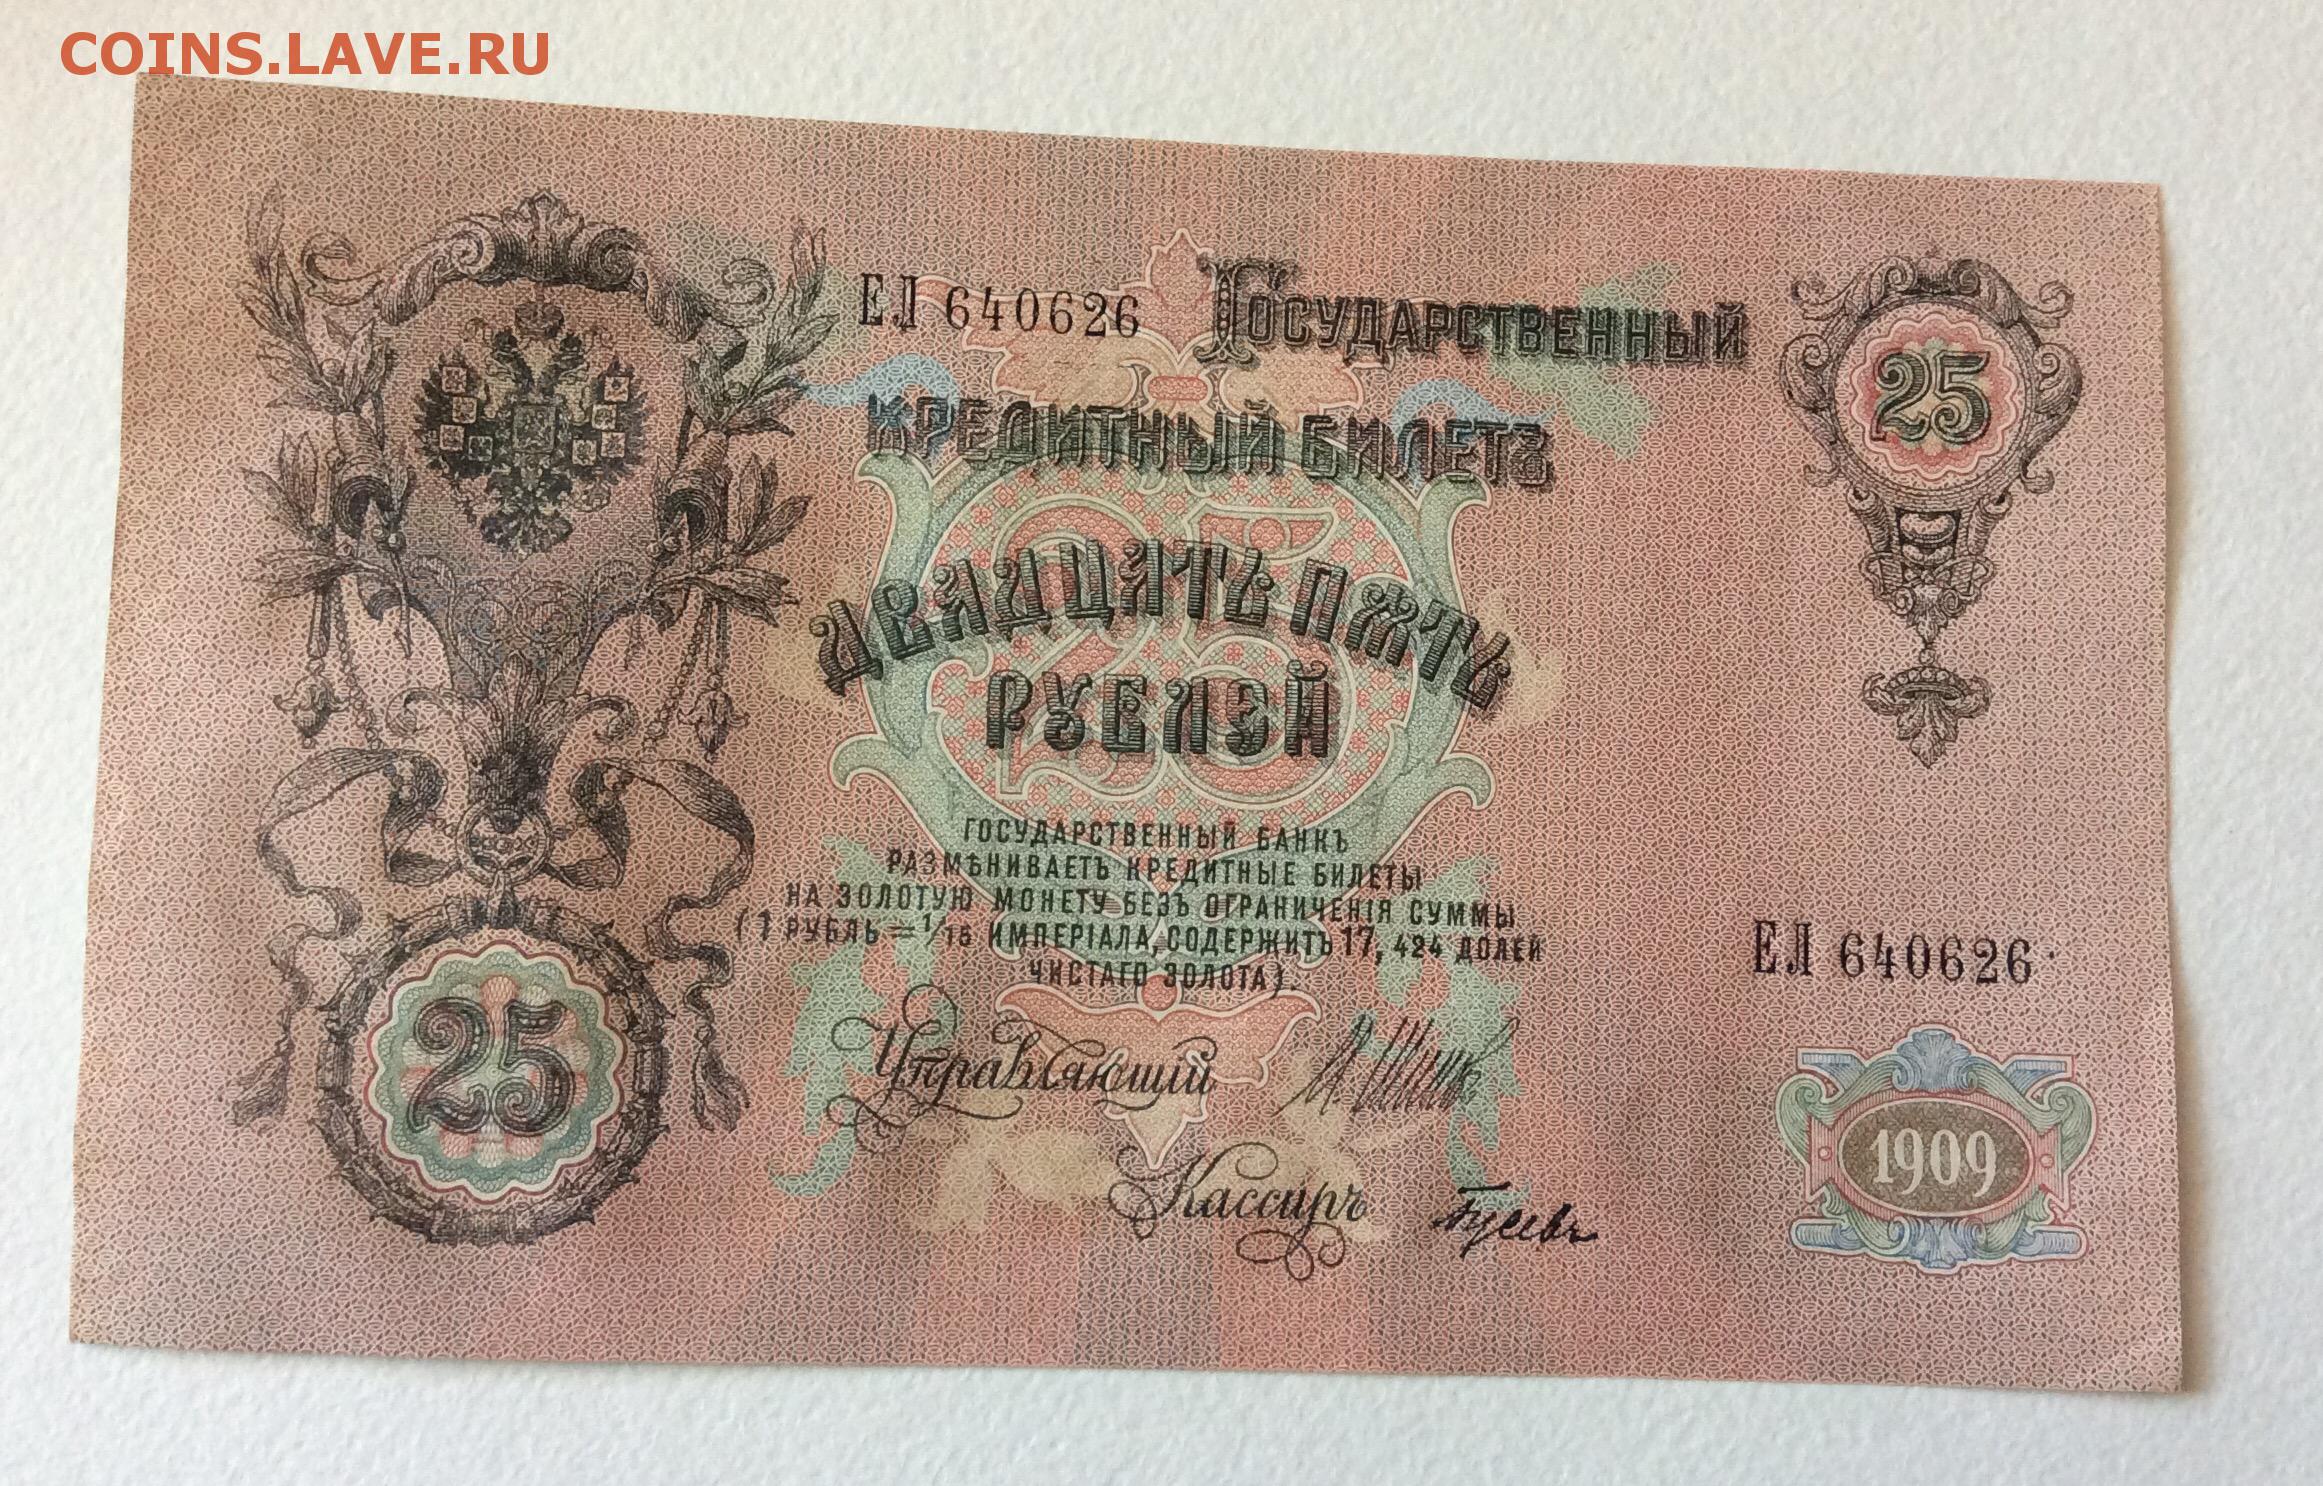 COINS.LAVE.RU
ЕЛ 640626
ГОСУДАРСТВЕННЫЙ
КРЕДИТНЫЙ БИЛЕТЪ
25
ДВАДЦАТЬ ПЯТЬ
РУБЛЕЙ
25
ГОСУДАРСТВЕННЫЙ БАНКЪ
РАЗМѢНИВАЕТЪ КРЕДИТНЫЕ БИЛЕТЫ
НА ЗОЛОТУЮ МОНЕТУ БЕЗЪ ОГРАНИЧЕНІЯ СУММЫ
(1 РУБЛЬ = 1/15 ИМПЕРІАЛА, СОДЕРЖИТЪ 17, 424 ДОЛЕЙ
ЧИСТАГО ЗОЛОТА).
ЕЛ 640626
25
Управляющій
Кассиръ
Гусевъ
1909